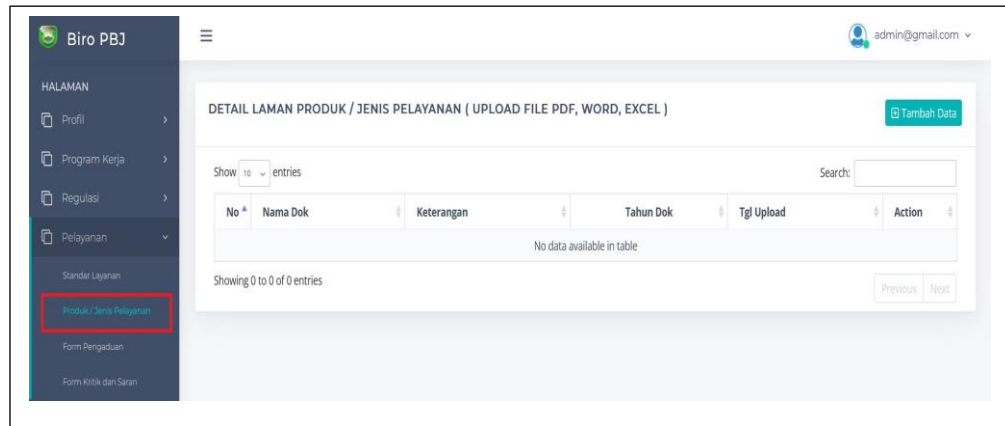 Biro PBJ
admin@gmail.com
HALAMAN
Profil
Program Kerja
Regulasi
Pelayanan
Standar Layanan
Produk / Jenis Pelayanan
Form Pengaduan
Form Kritik dan Saran
DETAIL LAMAN PRODUK / JENIS PELAYANAN ( UPLOAD FILE PDF, WORD, EXCEL )
Tambah Data
Show 10 entries
Search:
No Nama Dok Keterangan Tahun Dok Tgl Upload Action
No data available in table
Showing 0 to 0 of 0 entries
Previous Next